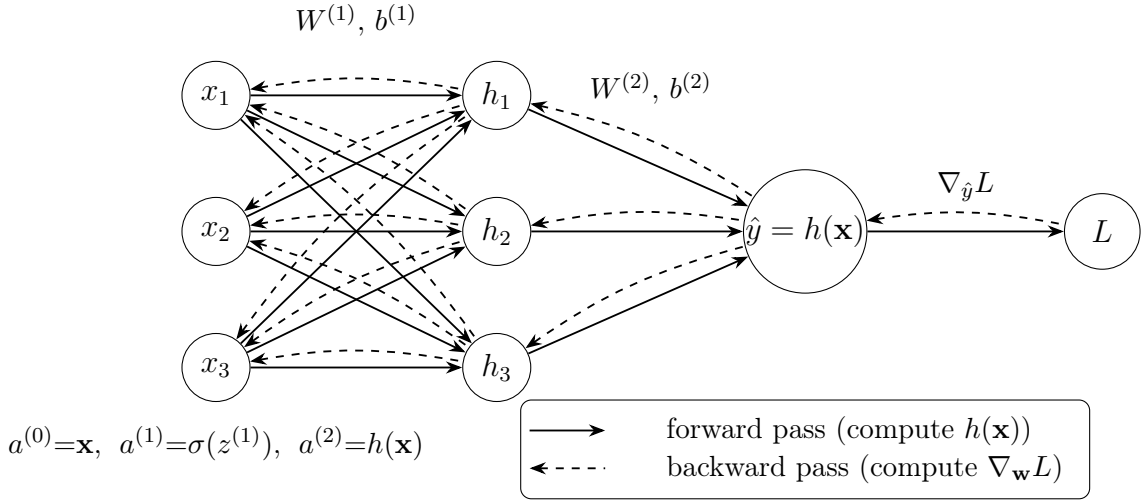 W^{(1)}, b^{(1)}
x_1
h_1
W^{(2)}, b^{(2)}
x_2
h_2
ŷ = h(𝐱)
∇_ŷ L
L
x_3
h_3
a^{(0)}=𝐱, a^{(1)}=σ(z^{(1)}), a^{(2)}=h(𝐱)
forward pass (compute h(𝐱))
backward pass (compute ∇_𝐰 L)